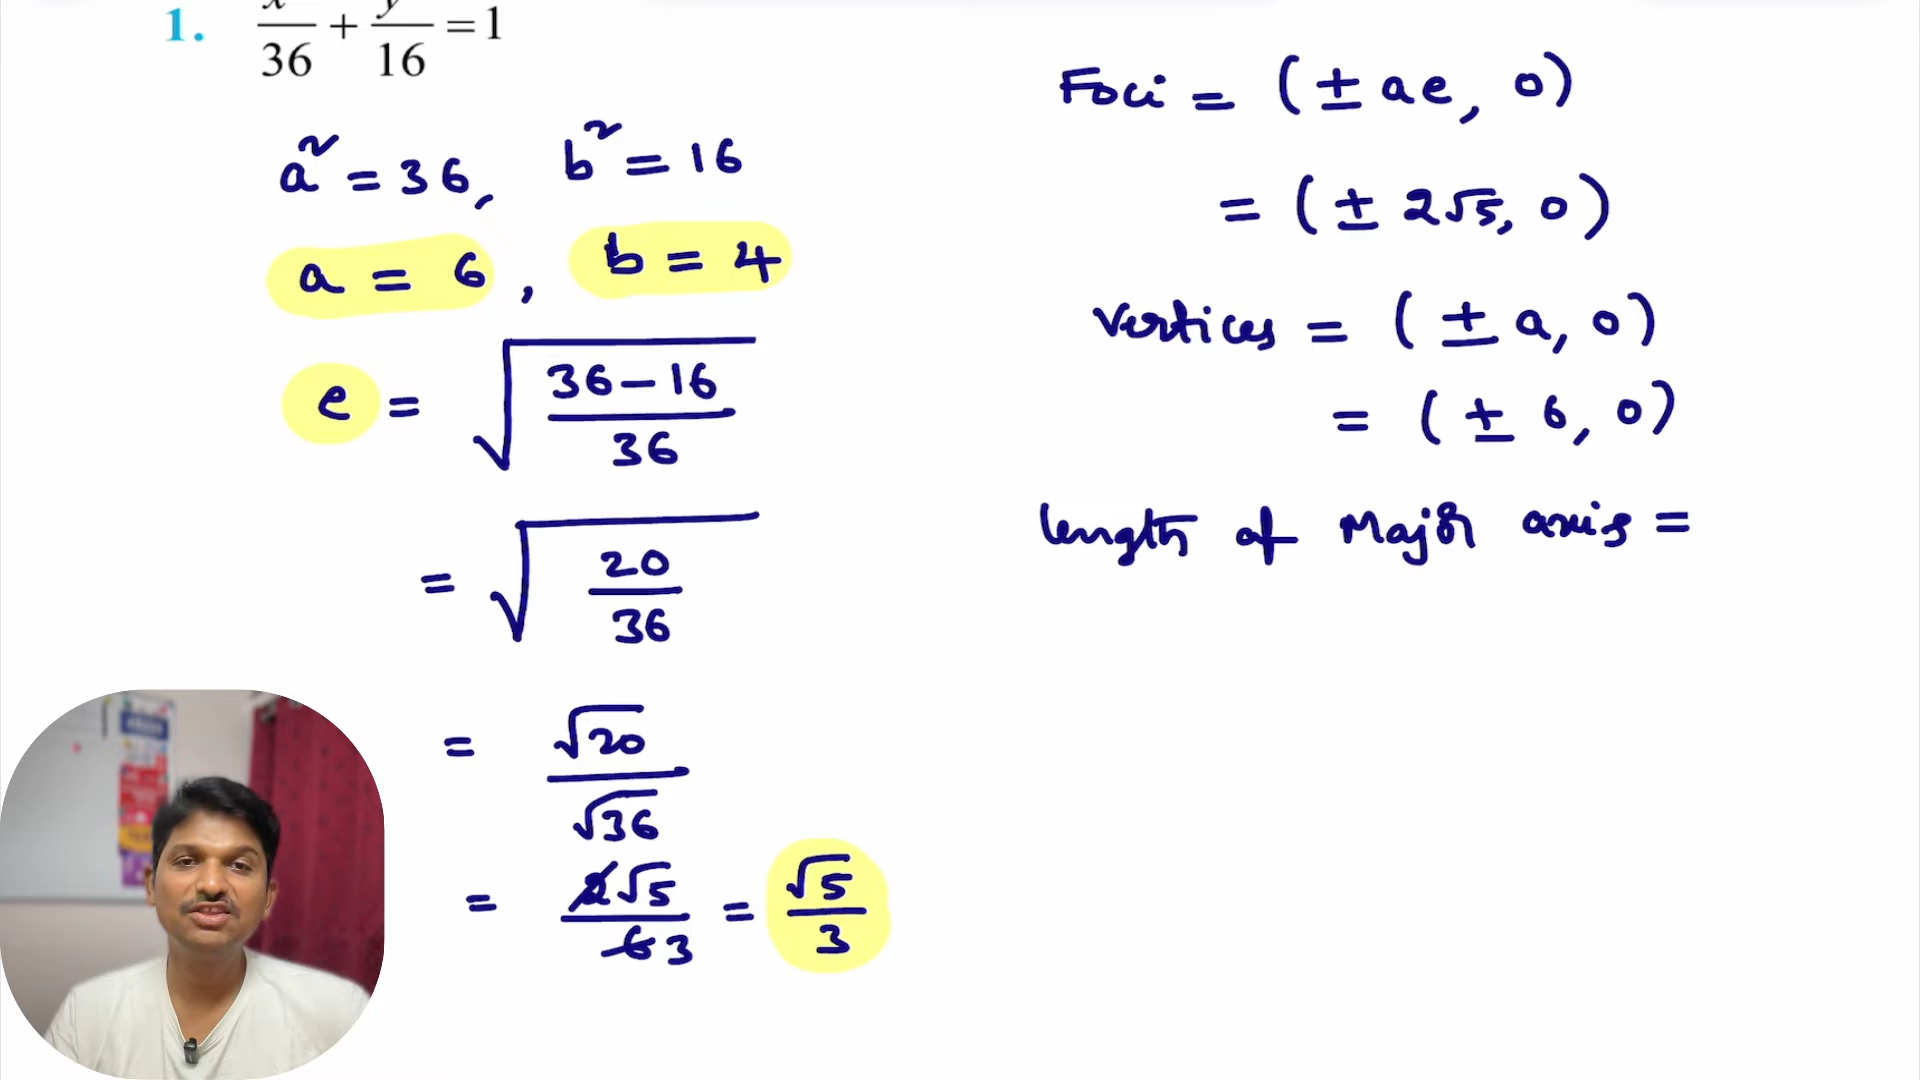 1. x²/36 + y²/16 = 1
a² = 36, b² = 16
a = 6, b = 4
e = √((36 − 16)/36)
= √(20/36)
= √20/√36
= 2√5/6 3 = √5/3
Foci = (± ae, 0)
= (± 2√5, 0)
Vertices = (± a, 0)
= (± 6, 0)
length of Major axis =